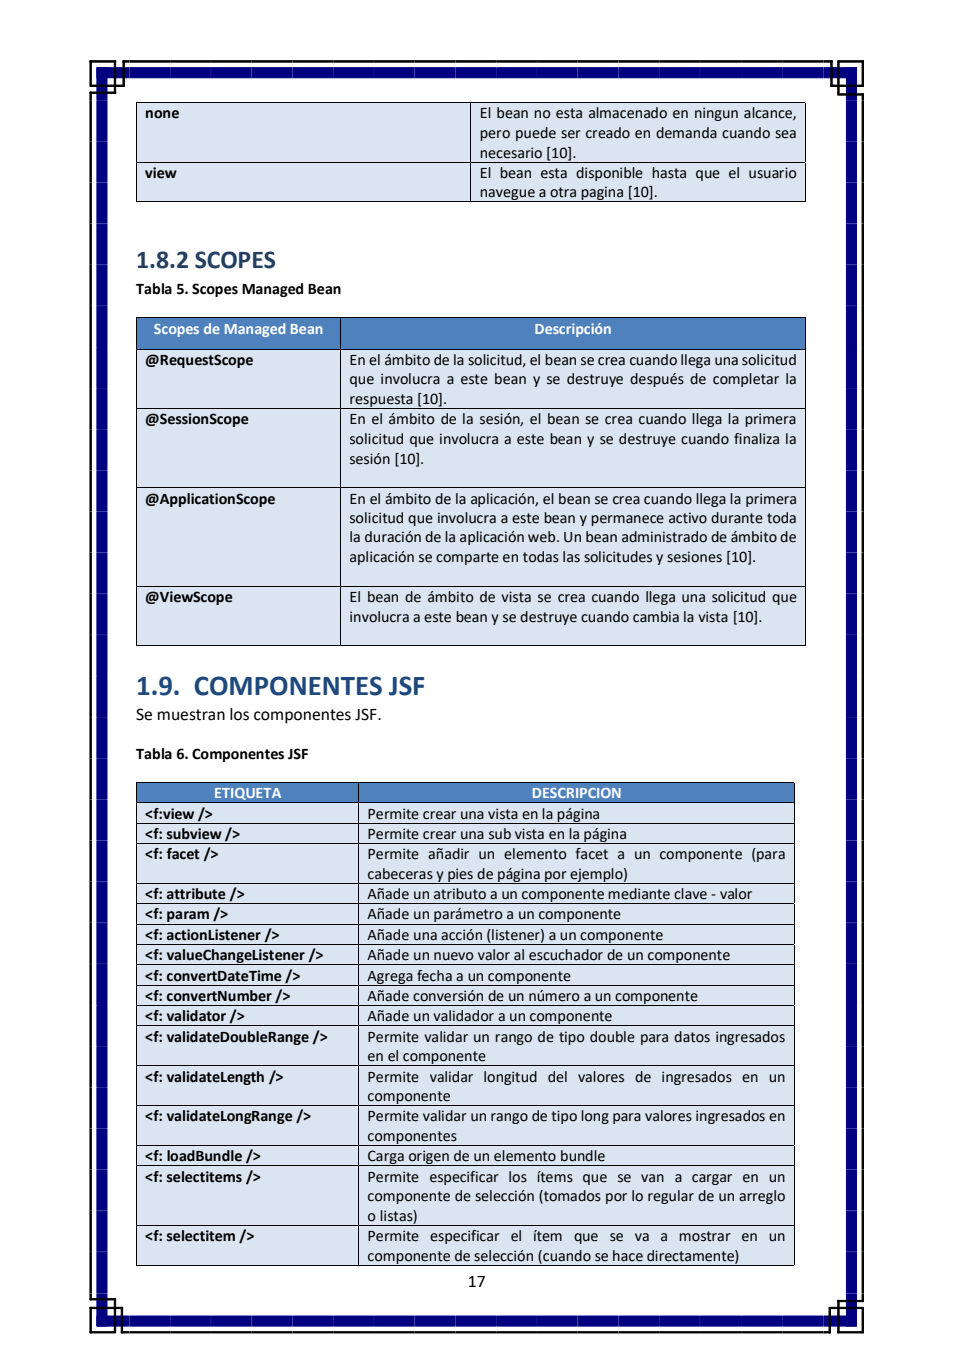 none
El bean no esta almacenado en ningun alcance,
pero puede ser creado en demanda cuando sea
necesario [10].
view
El bean esta disponible hasta que el usuario
navegue a otra pagina [10].
1.8.2 SCOPES
Tabla 5. Scopes Managed Bean
Scopes de Managed Bean
Descripción
@RequestScope
En el ámbito de la solicitud, el bean se crea cuando llega una solicitud
que involucra a este bean y se destruye después de completar la
respuesta [10].
@SessionScope
En el ámbito de la sesión, el bean se crea cuando llega la primera
solicitud que involucra a este bean y se destruye cuando finaliza la
sesión [10].
@ApplicationScope
En el ámbito de la aplicación, el bean se crea cuando llega la primera
solicitud que involucra a este bean y permanece activo durante toda
la duración de la aplicación web. Un bean administrado de ámbito de
aplicación se comparte en todas las solicitudes y sesiones [10].
@ViewScope
El bean de ámbito de vista se crea cuando llega una solicitud que
involucra a este bean y se destruye cuando cambia la vista [10].
1.9. COMPONENTES JSF
Se muestran los componentes JSF.
Tabla 6. Componentes JSF
ETIQUETA
DESCRIPCION
<f:view />
Permite crear una vista en la página
<f: subview />
Permite crear una sub vista en la página
<f: facet />
Permite añadir un elemento facet a un componente (para
cabeceras y pies de página por ejemplo)
<f: attribute />
Añade un atributo a un componente mediante clave - valor
<f: param />
Añade un parámetro a un componente
<f: actionListener />
Añade una acción (listener) a un componente
<f: valueChangeListener />
Añade un nuevo valor al escuchador de un componente
<f: convertDateTime />
Agrega fecha a un componente
<f: convertNumber />
Añade conversión de un número a un componente
<f: validator />
Añade un validador a un componente
<f: validateDoubleRange />
Permite validar un rango de tipo double para datos ingresados
en el componente
<f: validateLength />
Permite validar longitud del valores de ingresados en un
componente
<f: validateLongRange />
Permite validar un rango de tipo long para valores ingresados en
componentes
<f: loadBundle />
Carga origen de un elemento bundle
<f: selectitems />
Permite especificar los ítems que se van a cargar en un
componente de selección (tomados por lo regular de un arreglo
o listas)
<f: selectitem />
Permite especificar el ítem que se va a mostrar en un
componente de selección (cuando se hace directamente)
17